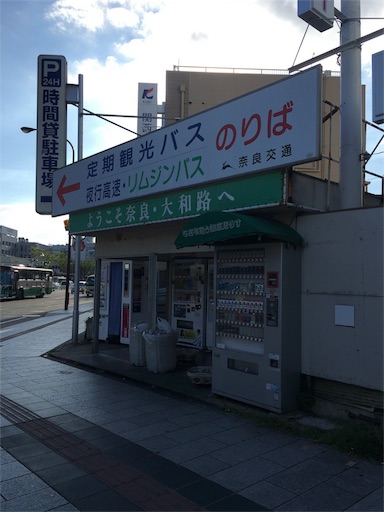 P 24H
時間貸駐車場
定期観光バス
夜行高速・リムジンバス
のりば
奈良交通
ようこそ奈良・大和路へ